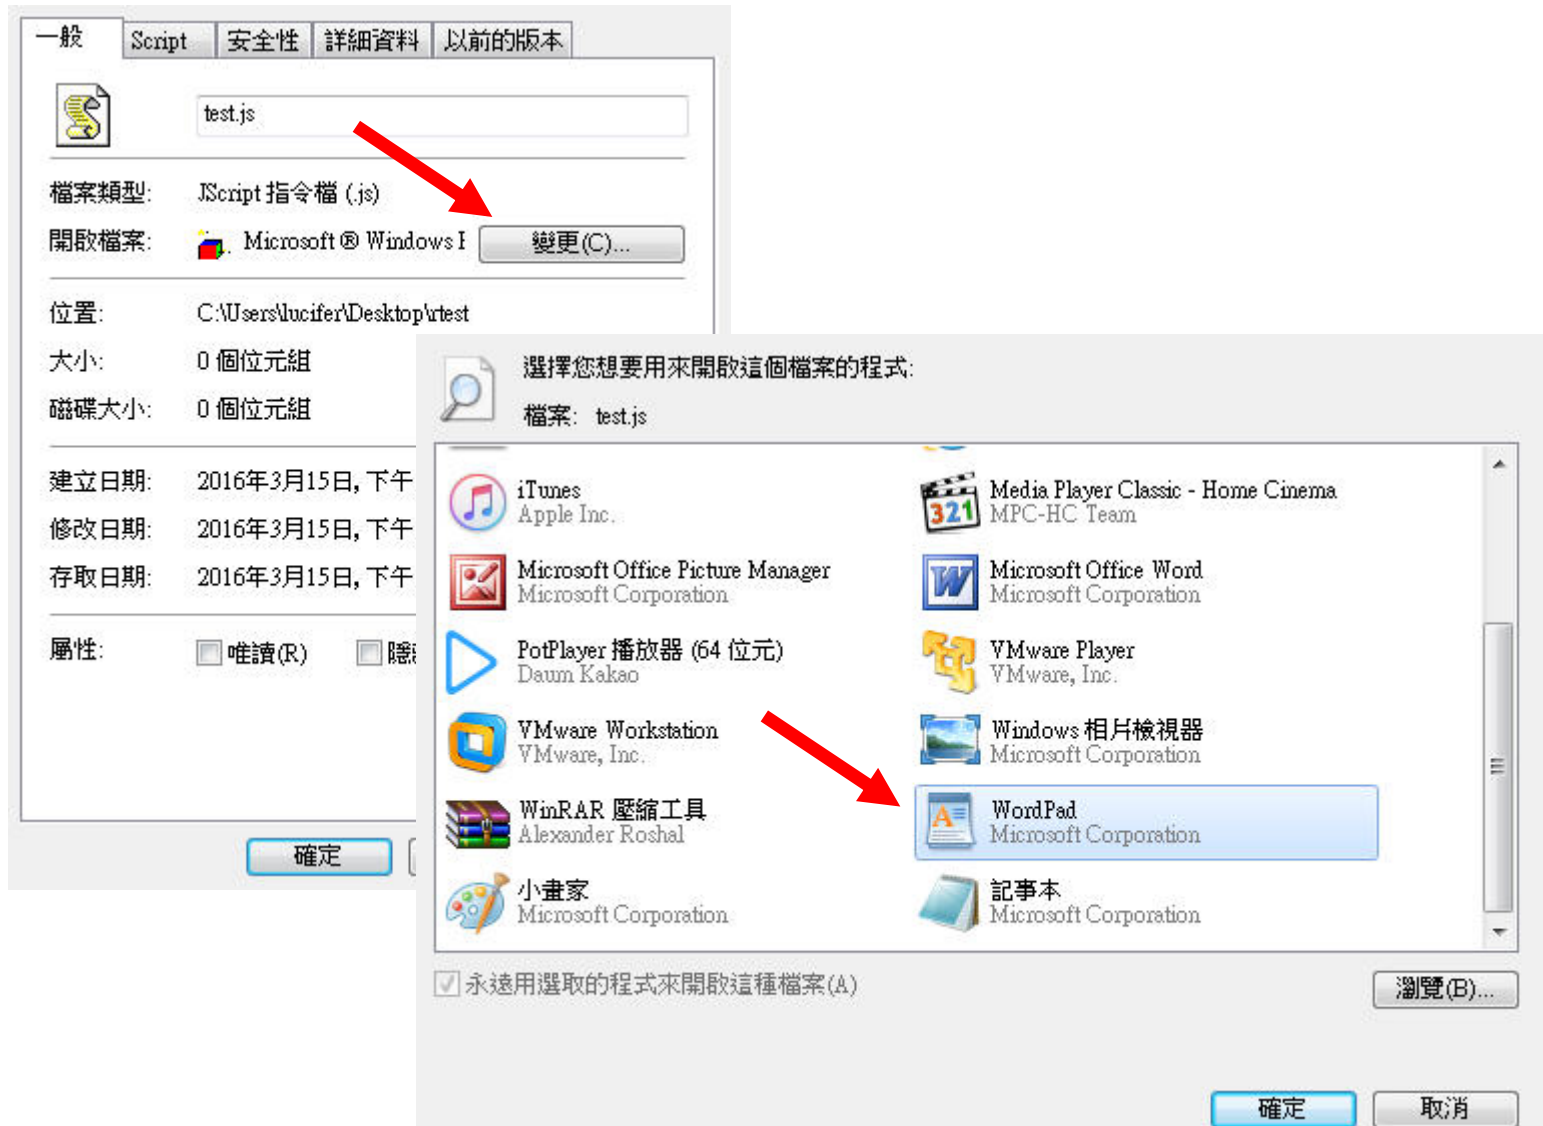 一般 Script 安全性 詳細資料 以前的版本
test.js
檔案類型: JScript 指令檔 (.js)
開啟檔案: Microsoft ® Windows 變更(C)...
位置: C:\Users\lucifer\Desktop\rtest
大小: 0 個位元組
磁碟大小: 0 個位元組
建立日期: 2016年3月15日, 下午
修改日期: 2016年3月15日, 下午
存取日期: 2016年3月15日, 下午
屬性: 唯讀(R) 隱
確定
選擇您想要用來開啟這個檔案的程式:
檔案: test.js
iTunes
Apple Inc.
Media Player Classic - Home Cinema
MPC-HC Team
321
Microsoft Office Picture Manager
Microsoft Corporation
Microsoft Office Word
Microsoft Corporation
PotPlayer 播放器 (64 位元)
Daum Kakao
VMware Player
VMware, Inc.
VMware Workstation
VMware, Inc.
Windows 相片檢視器
Microsoft Corporation
WinRAR 壓縮工具
Alexander Roshal
WordPad
Microsoft Corporation
小畫家
Microsoft Corporation
記事本
Microsoft Corporation
永遠用選取的程式來開啟這種檔案(A)
瀏覽(B)...
確定 取消